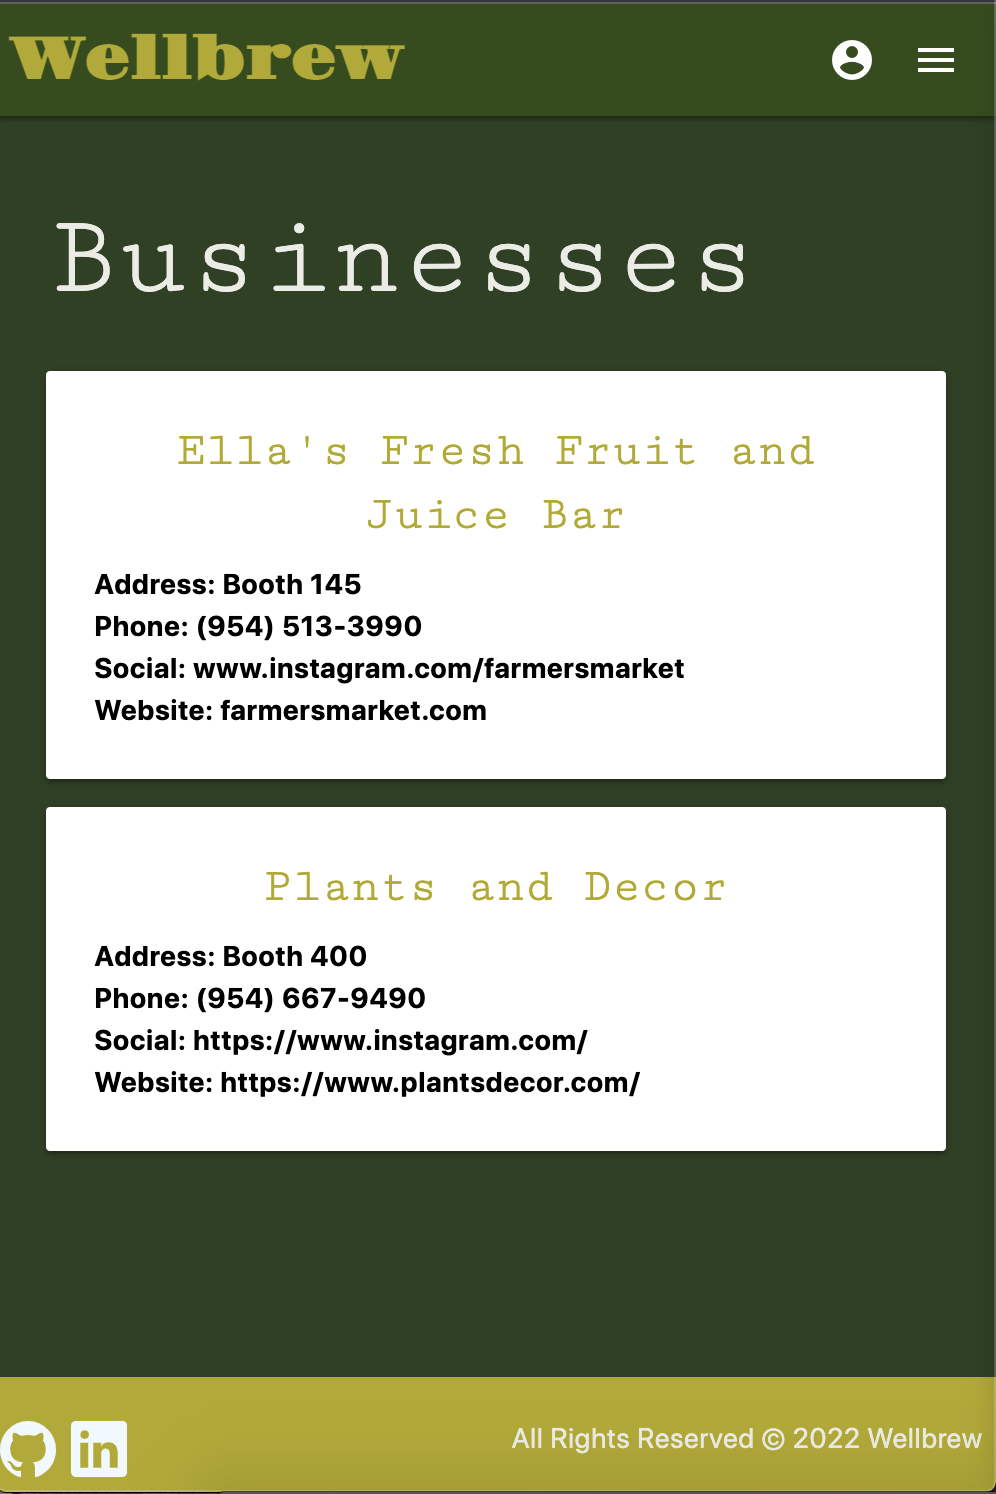 Wellbrew
Businesses
Ella's Fresh Fruit and
Juice Bar
Address: Booth 145
Phone: (954) 513-3990
Social: www.instagram.com/farmersmarket
Website: farmersmarket.com
Plants and Decor
Address: Booth 400
Phone: (954) 667-9490
Social: https://www.instagram.com/
Website: https://www.plantsdecor.com/
in
All Rights Reserved © 2022 Wellbrew